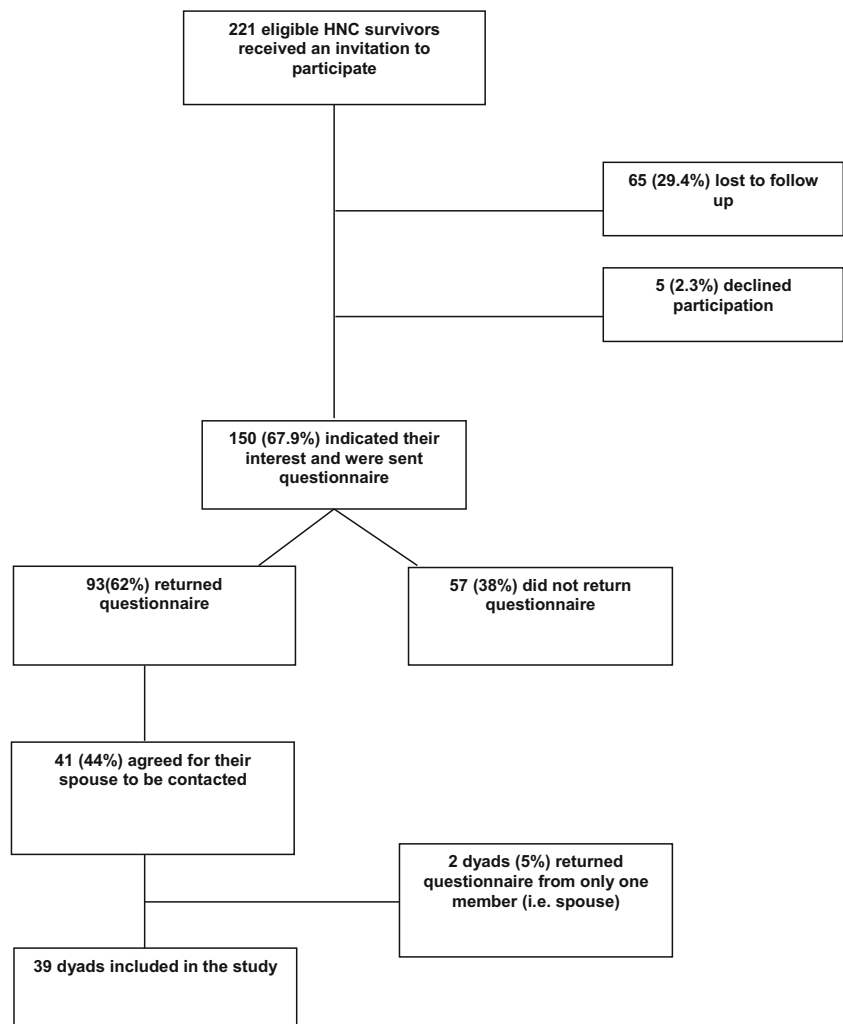 221 eligible HNC survivors
received an invitation to
participate
65 (29.4%) lost to follow
up
5 (2.3%) declined
participation
150 (67.9%) indicated their
interest and were sent
questionnaire
93(62%) returned
questionnaire
57 (38%) did not return
questionnaire
41 (44%) agreed for their
spouse to be contacted
2 dyads (5%) returned
questionnaire from only one
member (i.e. spouse)
39 dyads included in the study